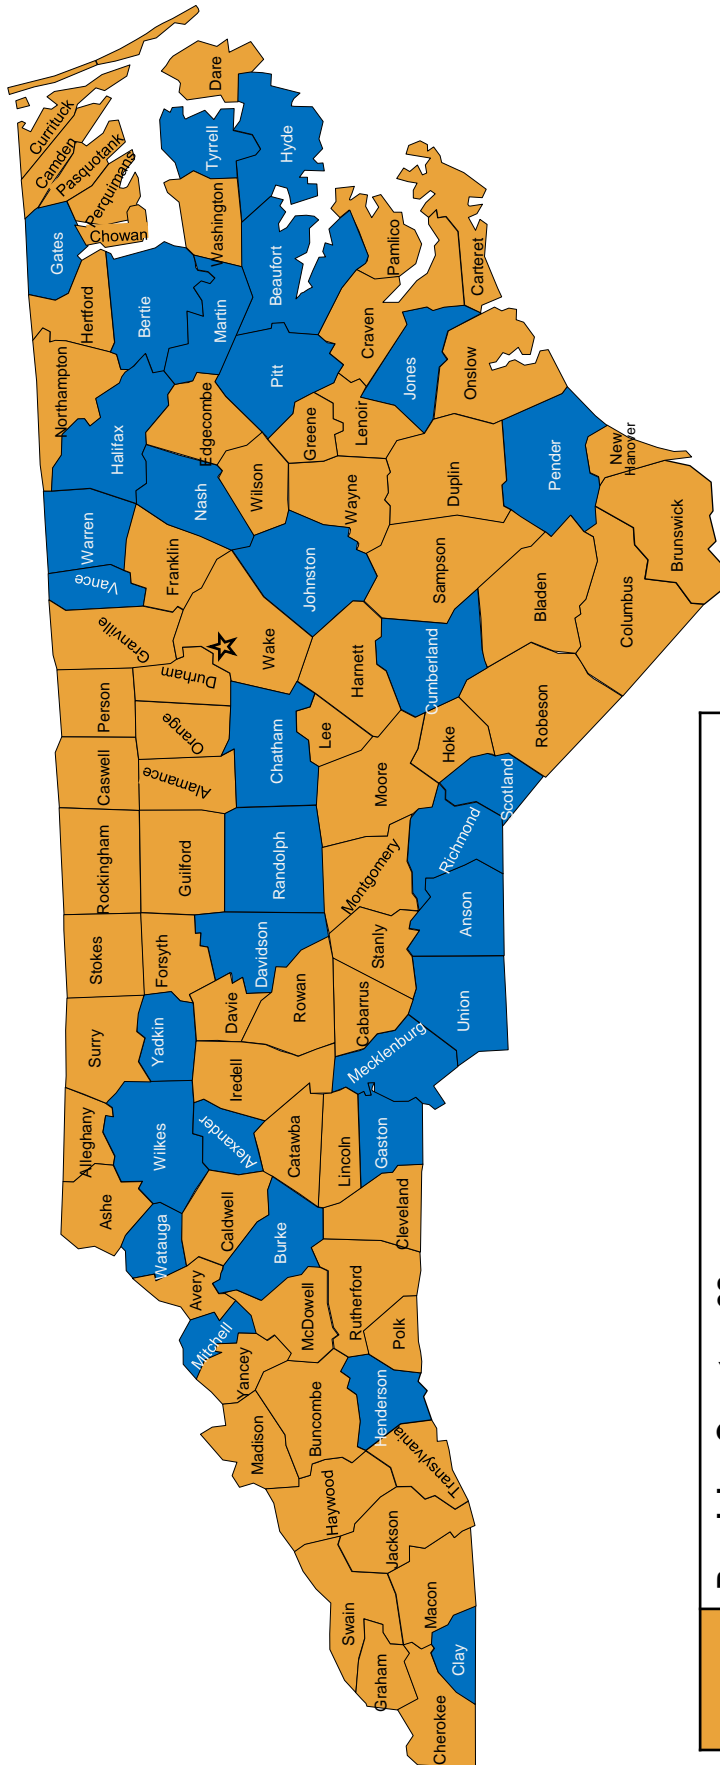 Currituck
Camden
Pasquotank
Perquimans
Chowan
Gates
Hertford
Northampton
Halifax
Bertie
Martin
Washington
Tyrrell
Dare
Hyde
Beaufort
Pitt
Edgecombe
Nash
Warren
Vance
Franklin
Granville
Person
Caswell
Rockingham
Stokes
Surry
Alleghany
Ashe
Watauga
Wilkes
Yadkin
Forsyth
Guilford
Alamance
Orange
Durham
Wake
Johnston
Wilson
Greene
Lenoir
Craven
Pamlico
Carteret
Jones
Onslow
Duplin
Wayne
Sampson
Harnett
Lee
Chatham
Randolph
Davidson
Davie
Rowan
Iredell
Alexander
Caldwell
Avery
Mitchell
Yancey
Madison
Buncombe
McDowell
Burke
Catawba
Lincoln
Gaston
Mecklenburg
Cabarrus
Stanly
Montgomery
Moore
Hoke
Cumberland
Bladen
Pender
New
Hanover
Brunswick
Columbus
Robeson
Scotland
Richmond
Anson
Union
Cleveland
Rutherford
Polk
Henderson
Transylvania
Haywood
Jackson
Swain
Macon
Graham
Clay
Cherokee